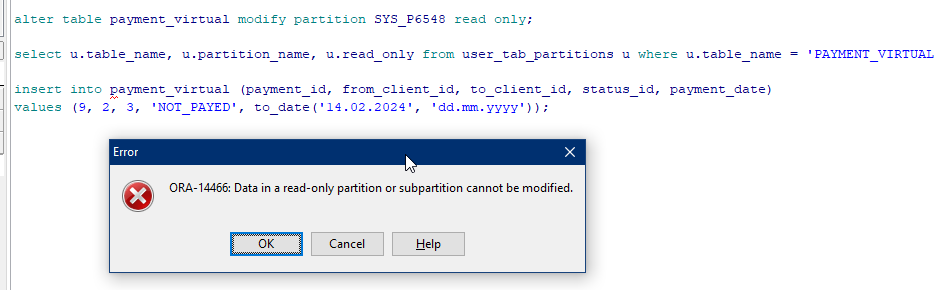 alter table payment_virtual modify partition SYS_P6548 read only;
select u.table_name, u.partition_name, u.read_only from user_tab_partitions u where u.table_name = 'PAYMENT_VIRTUAL
insert into payment_virtual (payment_id, from_client_id, to_client_id, status_id, payment_date)
values (9, 2, 3, 'NOT_PAYED', to_date('14.02.2024', 'dd.mm.yyyy'));
Error
ORA-14466: Data in a read-only partition or subpartition cannot be modified.
OK Cancel Help